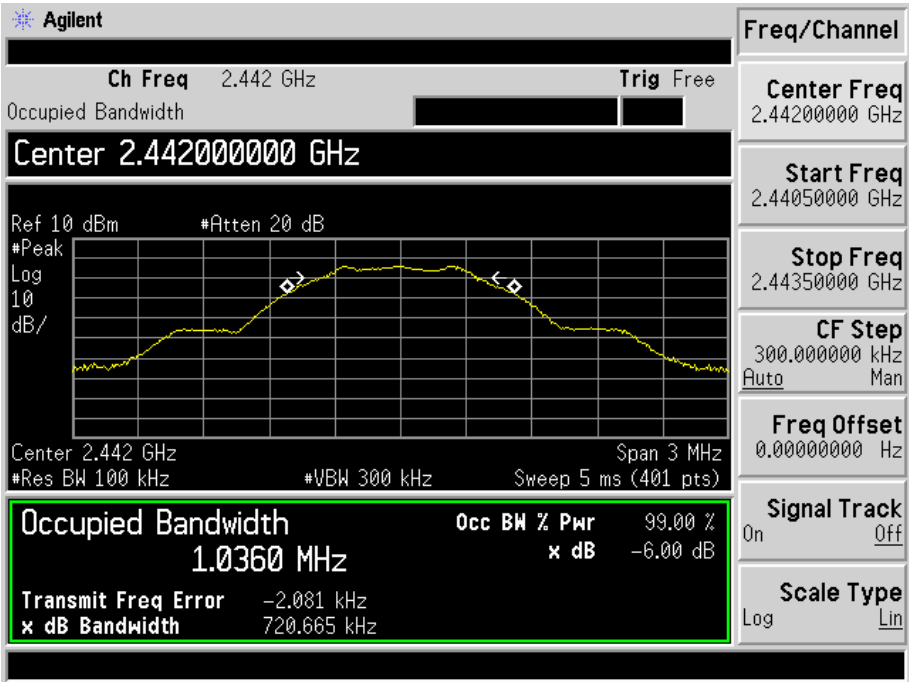 Agilent
Freq/Channel
Ch Freq 2.442 GHz Trig Free
Occupied Bandwidth
Center 2.442000000 GHz
Ref 10 dBm #Atten 20 dB
#Peak
Log
10
dB/
Center 2.442 GHz Span 3 MHz
#Res BW 100 kHz #VBW 300 kHz Sweep 5 ms (401 pts)
Occupied Bandwidth
1.0360 MHz
Occ BW % Pwr 99.00 %
x dB -6.00 dB
Transmit Freq Error -2.081 kHz
x dB Bandwidth 720.665 kHz
Center Freq
2.44200000 GHz
Start Freq
2.44050000 GHz
Stop Freq
2.44350000 GHz
CF Step
300.000000 kHz
Auto Man
Freq Offset
0.00000000 Hz
Signal Track
On Off
Scale Type
Log Lin